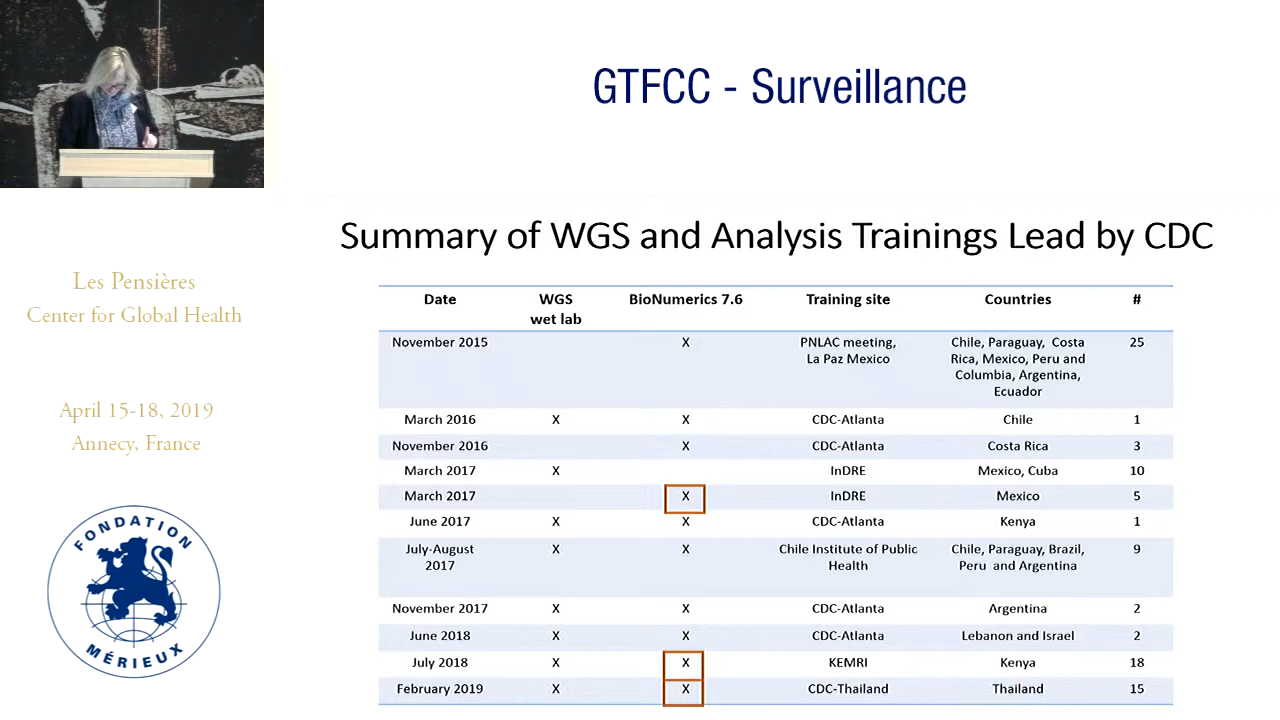 GTFCC - Surveillance
Les Pensières
Center for Global Health
April 15-18, 2019
Annecy, France
FONDATION
MÉRIEUX
Summary of WGS and Analysis Trainings Lead by CDC
Date WGS wet lab BioNumerics 7.6 Training site Countries #
November 2015 X PNLAC meeting, La Paz Mexico Chile, Paraguay, Costa Rica, Mexico, Peru and Columbia, Argentina, Ecuador 25
March 2016 X X CDC-Atlanta Chile 1
November 2016 X CDC-Atlanta Costa Rica 3
March 2017 X InDRE Mexico, Cuba 10
March 2017 X InDRE Mexico 5
June 2017 X X CDC-Atlanta Kenya 1
July-August 2017 X X Chile Institute of Public Health Chile, Paraguay, Brazil, Peru and Argentina 9
November 2017 X X CDC-Atlanta Argentina 2
June 2018 X X CDC-Atlanta Lebanon and Israel 2
July 2018 X X KEMRI Kenya 18
February 2019 X X CDC-Thailand Thailand 15